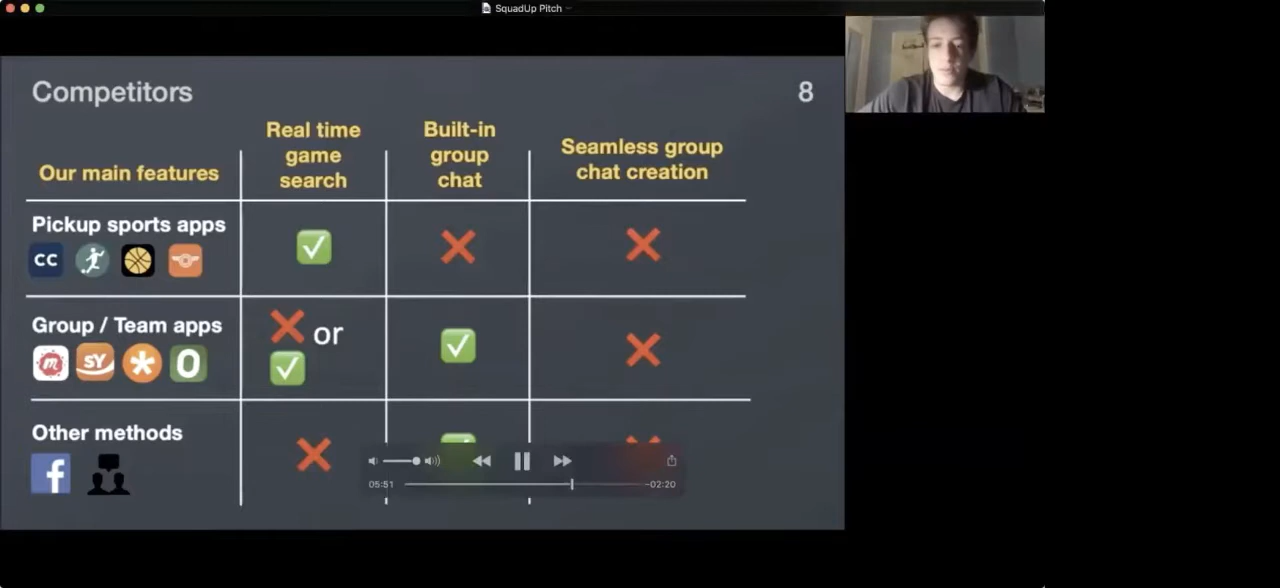 SquadUp Pitch
Competitors
8
Our main features
Real time
game
search
Built-in
group
chat
Seamless group
chat creation
Pickup sports apps
CC
Group / Team apps
or
m
SY
*
O
Other methods
f
05:51
-02:20